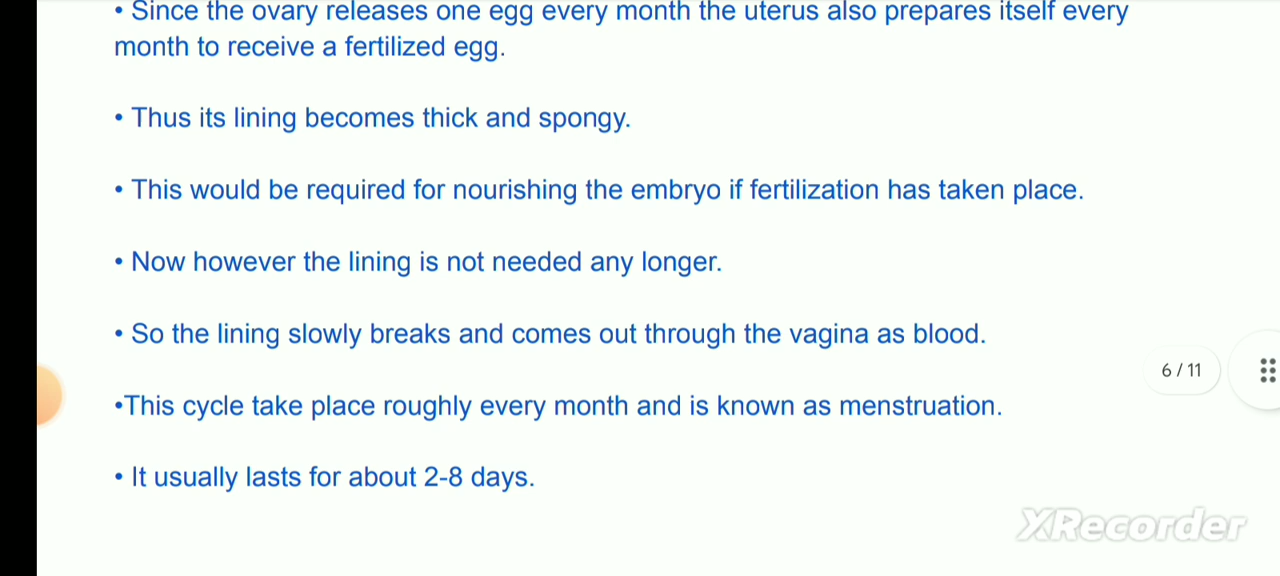 • Since the ovary releases one egg every month the uterus also prepares itself every
month to receive a fertilized egg.
• Thus its lining becomes thick and spongy.
• This would be required for nourishing the embryo if fertilization has taken place.
• Now however the lining is not needed any longer.
• So the lining slowly breaks and comes out through the vagina as blood.
•This cycle take place roughly every month and is known as menstruation.
• It usually lasts for about 2-8 days.
6 / 11
XRecorder